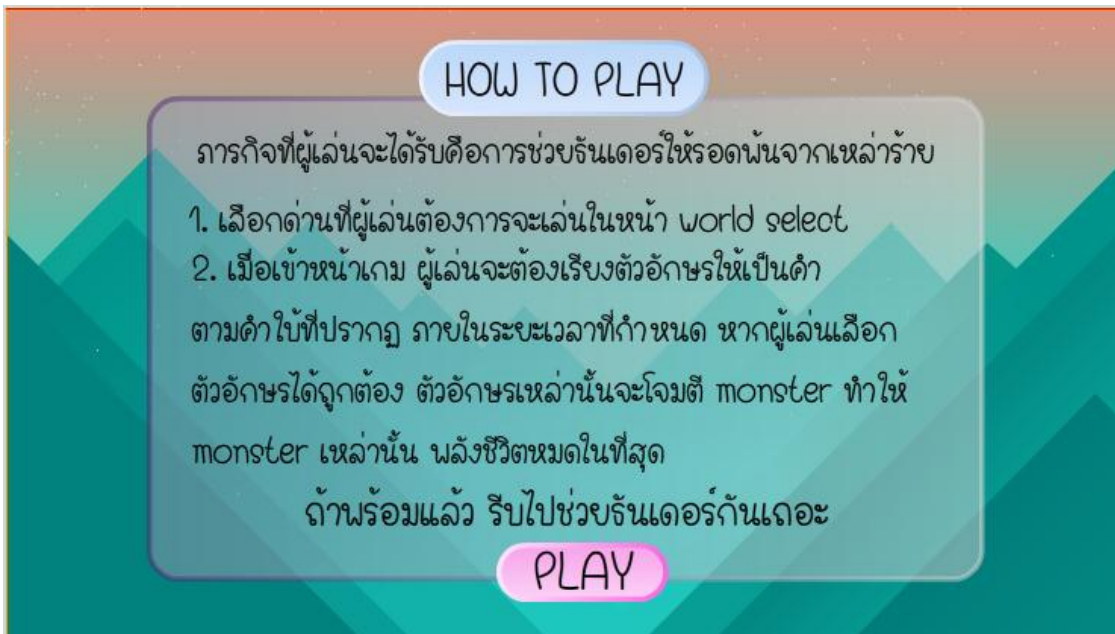 HOW TO PLAY
ภารกิจที่ผู้เล่นจะได้รับคือการช่วยธันเดอร์ให้รอดพ้นจากเหล่าร้าย
1. เลือกด่านที่ผู้เล่นต้องการจะเล่นในหน้า world select
2. เมื่อเข้าหน้าเกม ผู้เล่นจะต้องเรียงตัวอักษรให้เป็นคำ
ตามคำใบ้ที่ปรากฏ ภายในระยะเวลาที่กำหนด หากผู้เล่นเลือก
ตัวอักษรได้ถูกต้อง ตัวอักษรเหล่านั้นจะโจมตี monster ทำให้
monster เหล่านั้น พลังชีวิตหมดในที่สุด
ถ้าพร้อมแล้ว รีบไปช่วยธันเดอร์กันเถอะ
PLAY